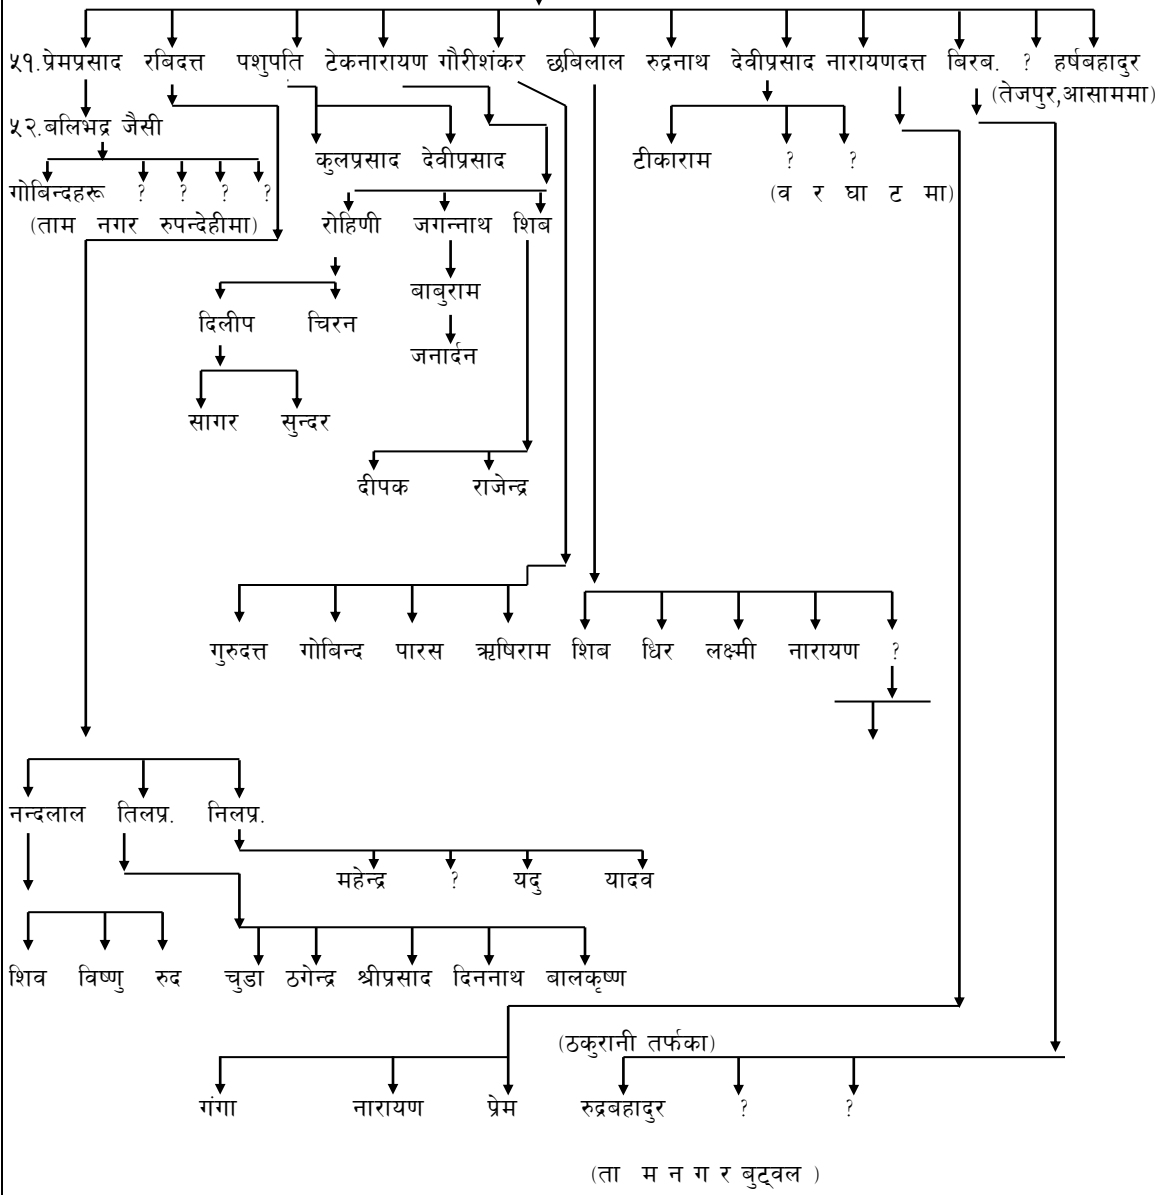 ५१.प्रेमप्रसाद रबिदत्त पशुपति टेकनारायण गौरीशंकर छबिलाल रुद्रनाथ देवीप्रसाद नारायणदत्त बिरब. ? हर्षबहादुर
(तेजपुर,आसाममा)
५२.बलिभद्र जैसी
कुलप्रसाद देवीप्रसाद टीकाराम ? ?
गोबिन्दहरू ? ? ? ? (व र घा ट मा)
(ताम नगर रुपन्देहीमा) रोहिणी जगन्नाथ शिब
बाबुराम
दिलीप चिरन
जनार्दन
सागर सुन्दर
दीपक राजेन्द्र
गुरुदत्त गोबिन्द पारस ऋषिराम शिब धिर लक्ष्मी नारायण ?
नन्दलाल तिलप्र. निलप्र.
महेन्द्र ? यदु यादव
शिव विष्णु रुद चुडा ठगेन्द्र श्रीप्रसाद दिननाथ बालकृष्ण
(ठकुरानी तर्फका)
गंगा नारायण प्रेम रुद्रबहादुर ? ?
(ता म न ग र बुट्वल )